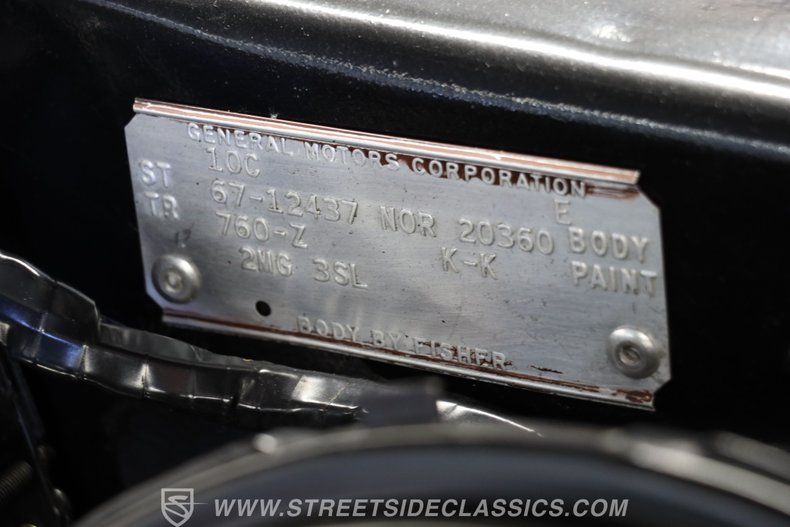 GENERAL MOTORS CORPORATION
10C E
ST 67-12437 NOR 20360 BODY
TR 760-Z K-K PAINT
2MG 3SL
BODY BY FISHER
WWW.STREETSIDECLASSICS.COM